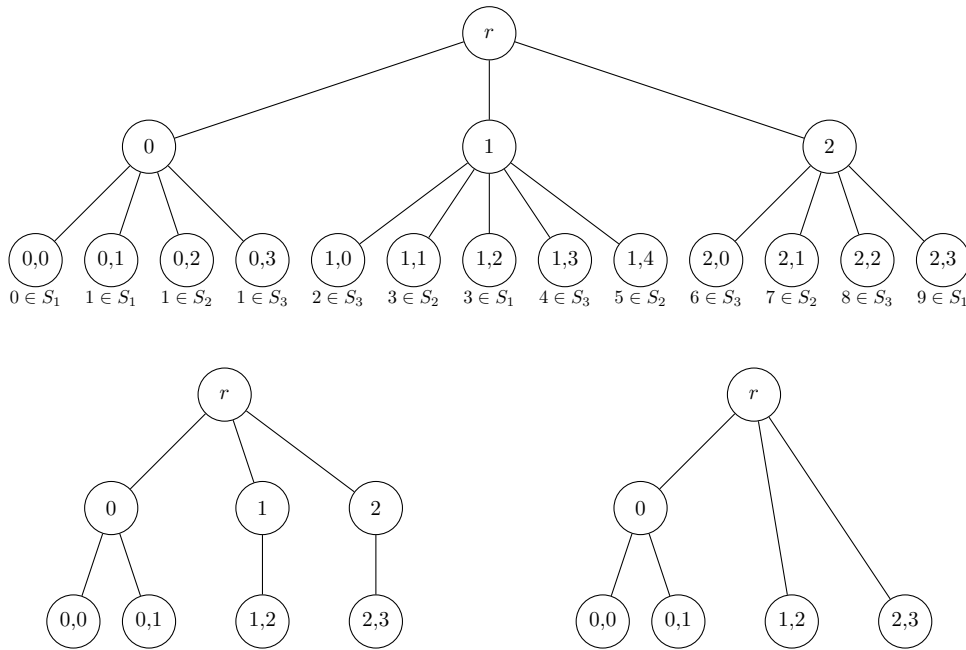 r
0 1 2
0,0 0,1 0,2 0,3 1,0 1,1 1,2 1,3 1,4 2,0 2,1 2,2 2,3
0 ∈ S₁ 1 ∈ S₁ 1 ∈ S₂ 1 ∈ S₃ 2 ∈ S₃ 3 ∈ S₂ 3 ∈ S₁ 4 ∈ S₃ 5 ∈ S₂ 6 ∈ S₃ 7 ∈ S₂ 8 ∈ S₃ 9 ∈ S₁
r
0 1 2
0,0 0,1 1,2 2,3
r
0
0,0 0,1 1,2 2,3